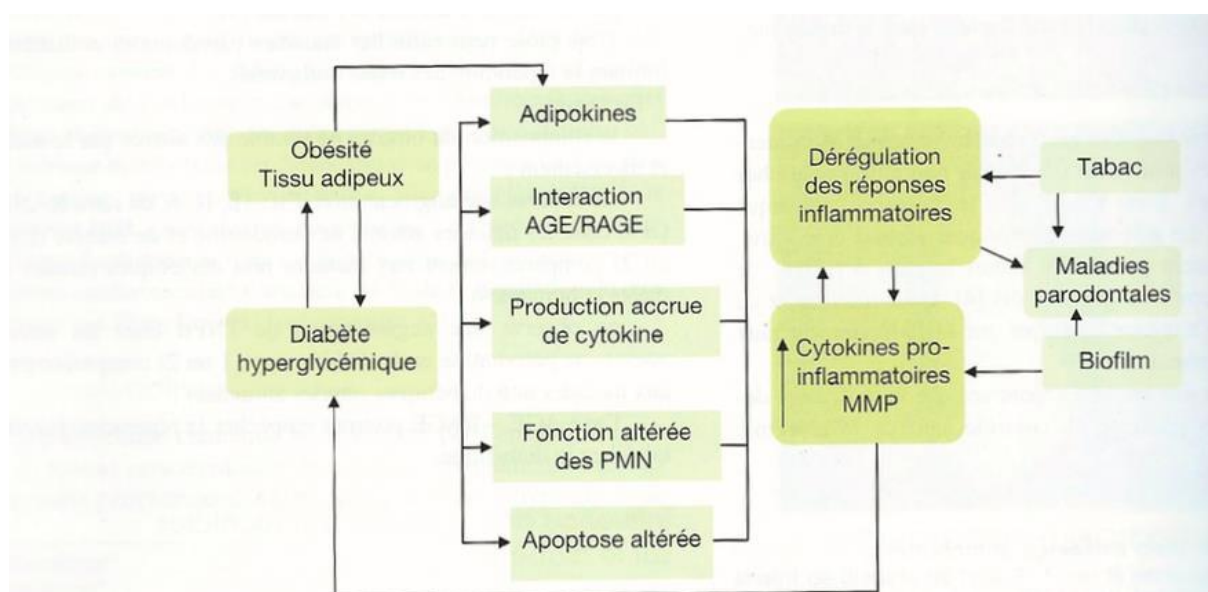 Obésité
Tissu adipeux
Diabète
hyperglycémique
Adipokines
Interaction
AGE/RAGE
Production accrue
de cytokine
Fonction altérée
des PMN
Apoptose altérée
Dérégulation
des réponses
inflammatoires
Cytokines pro-
inflammatoires
MMP
Tabac
Maladies
parodontales
Biofilm